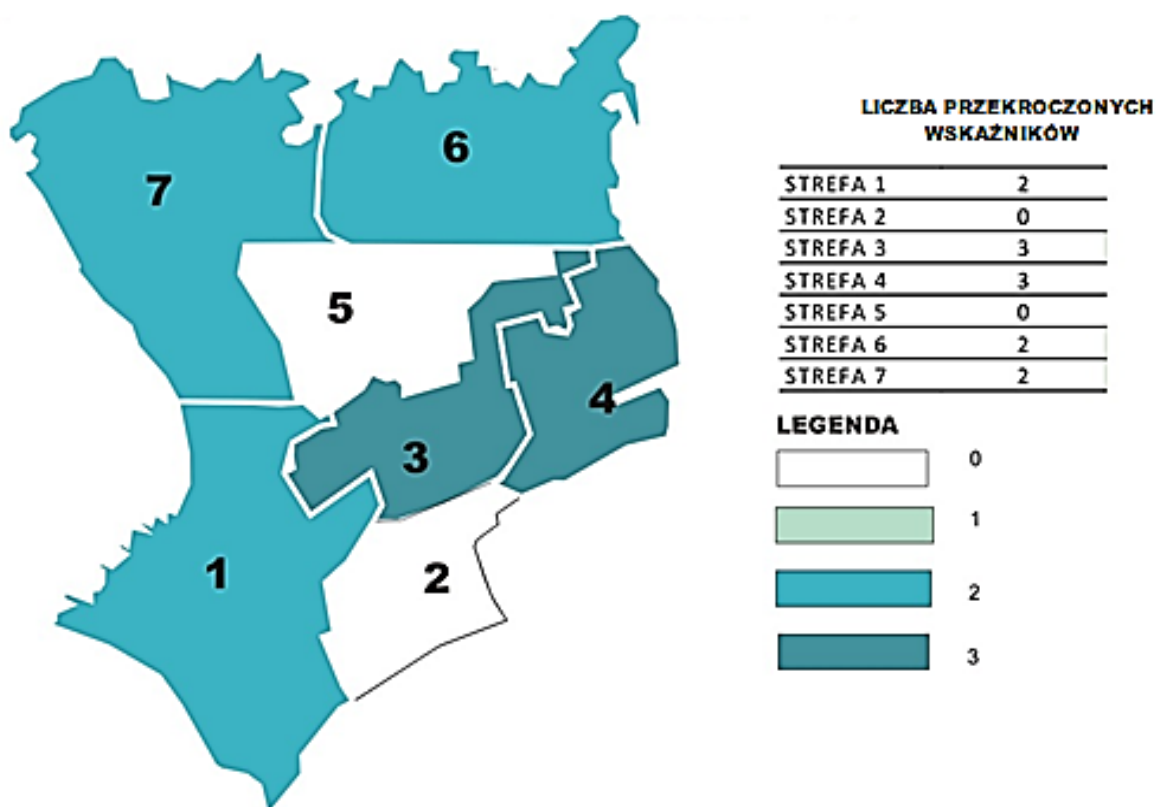 7
6
5
4
3
2
1
LICZBA PRZEKROCZONYCH
WSKAŹNIKÓW
STREFA 1 2
STREFA 2 0
STREFA 3 3
STREFA 4 3
STREFA 5 0
STREFA 6 2
STREFA 7 2
LEGENDA
0
1
2
3